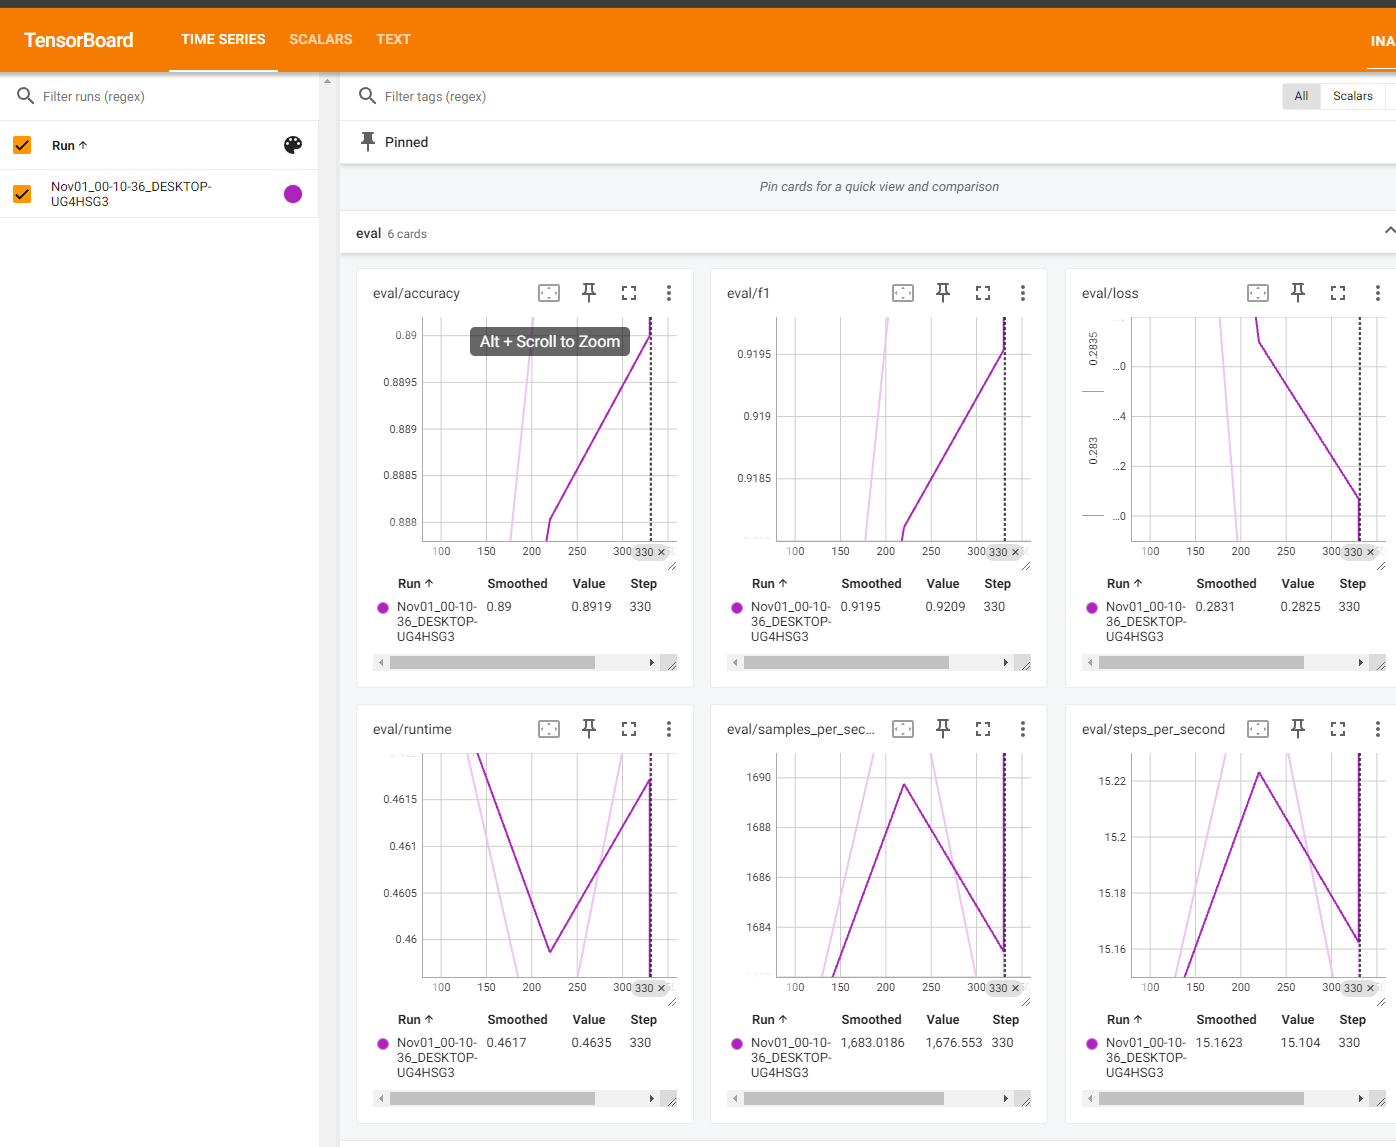 TensorBoard
TIME SERIES
SCALARS
TEXT
INA
Filter runs (regex)
Run ↑
Nov01_00-10-36_DESKTOP-
UG4HSG3
Filter tags (regex)
All
Scalars
Pinned
Pin cards for a quick view and comparison
eval 6 cards
eval/accuracy
Alt + Scroll to Zoom
0.89
0.8895
0.889
0.8885
0.888
100 150 200 250 300 330 ×
Run ↑ Smoothed Value Step
Nov01_00-10- 0.89 0.8919 330
36_DESKTOP-
UG4HSG3
eval/f1
0.9195
0.919
0.9185
100 150 200 250 300 330 ×
Run ↑ Smoothed Value Step
Nov01_00-10- 0.9195 0.9209 330
36_DESKTOP-
UG4HSG3
eval/loss
0.2835
0.283
...0
...4
...2
...0
100 150 200 250 300 330 ×
Run ↑ Smoothed Value Step
Nov01_00-10- 0.2831 0.2825 330
36_DESKTOP-
UG4HSG3
eval/runtime
0.4615
0.461
0.4605
0.46
100 150 200 250 300 330 ×
Run ↑ Smoothed Value Step
Nov01_00-10- 0.4617 0.4635 330
36_DESKTOP-
UG4HSG3
eval/samples_per_sec...
1690
1688
1686
1684
100 150 200 250 300 330 ×
Run ↑ Smoothed Value Step
Nov01_00-10- 1,683.0186 1,676.553 330
36_DESKTOP-
UG4HSG3
eval/steps_per_second
15.22
15.2
15.18
15.16
100 150 200 250 300 330 ×
Run ↑ Smoothed Value Step
Nov01_00-10- 15.1623 15.104 330
36_DESKTOP-
UG4HSG3